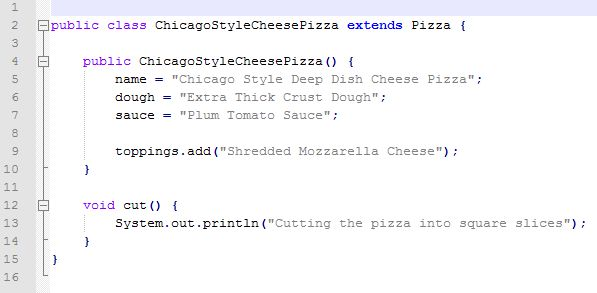 1
2 public class ChicagoStyleCheesePizza extends Pizza {
3
4 public ChicagoStyleCheesePizza() {
5 name = "Chicago Style Deep Dish Cheese Pizza";
6 dough = "Extra Thick Crust Dough";
7 sauce = "Plum Tomato Sauce";
8
9 toppings.add("Shredded Mozzarella Cheese");
10 }
11
12 void cut() {
13 System.out.println("Cutting the pizza into square slices");
14 }
15 }
16